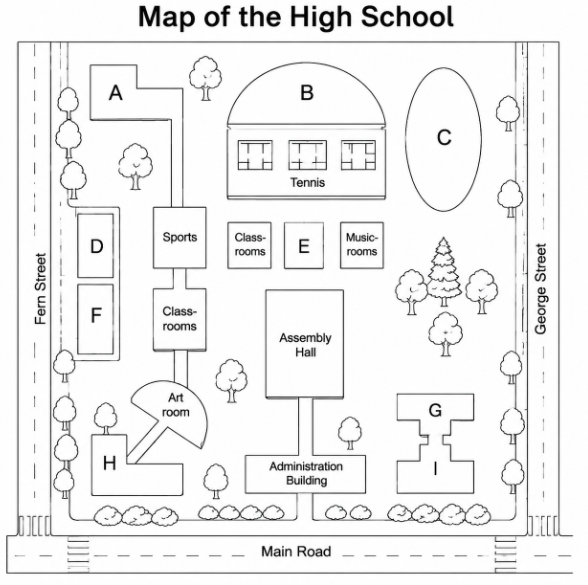 Map of the High School
A
B
C
Tennis
D
Sports
Class-
rooms
E
Music-
rooms
Fern Street
George Street
F
Class-
rooms
Assembly
Hall
Art
room
G
H
Administration
Building
I
Main Road